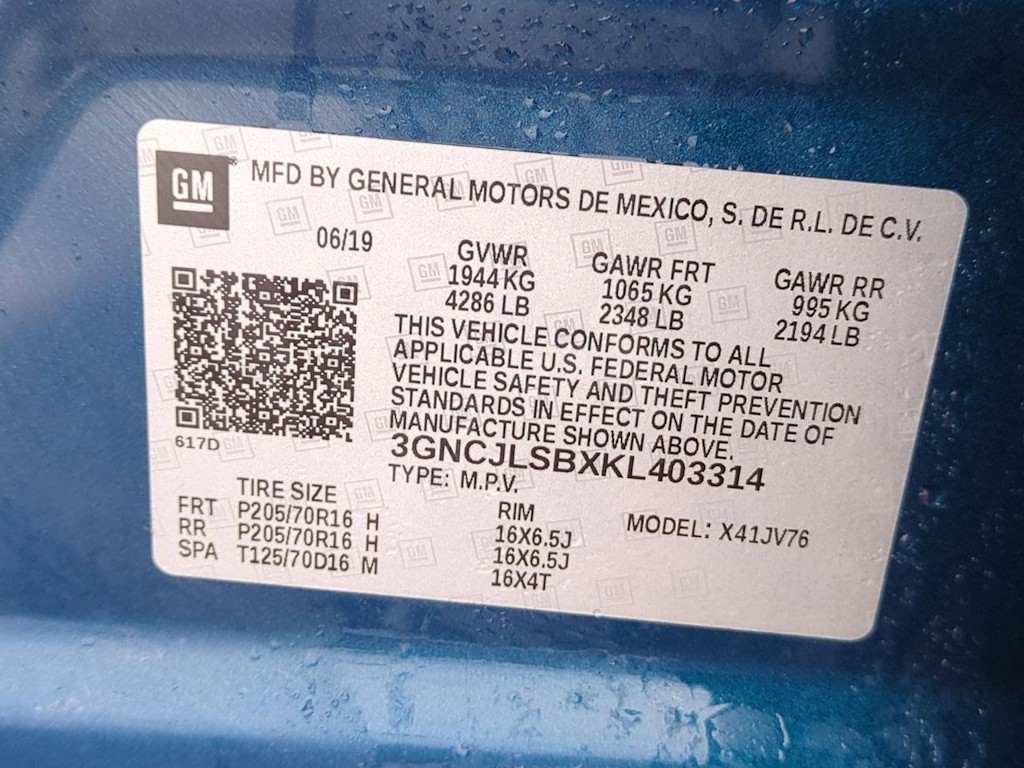 GM ® MFD BY GENERAL MOTORS DE MEXICO, S. DE R.L. DE C.V.
06/19
GVWR GAWR FRT GAWR RR
1944 KG 1065 KG 995 KG
4286 LB 2348 LB 2194 LB
THIS VEHICLE CONFORMS TO ALL
APPLICABLE U.S. FEDERAL MOTOR
VEHICLE SAFETY AND THEFT PREVENTION
STANDARDS IN EFFECT ON THE DATE OF
MANUFACTURE SHOWN ABOVE.
617D
3GNCJLSBXKL403314
TYPE: M.P.V.
TIRE SIZE RIM MODEL: X41JV76
FRT P205/70R16 H 16X6.5J
RR P205/70R16 H 16X6.5J
SPA T125/70D16 M 16X4T